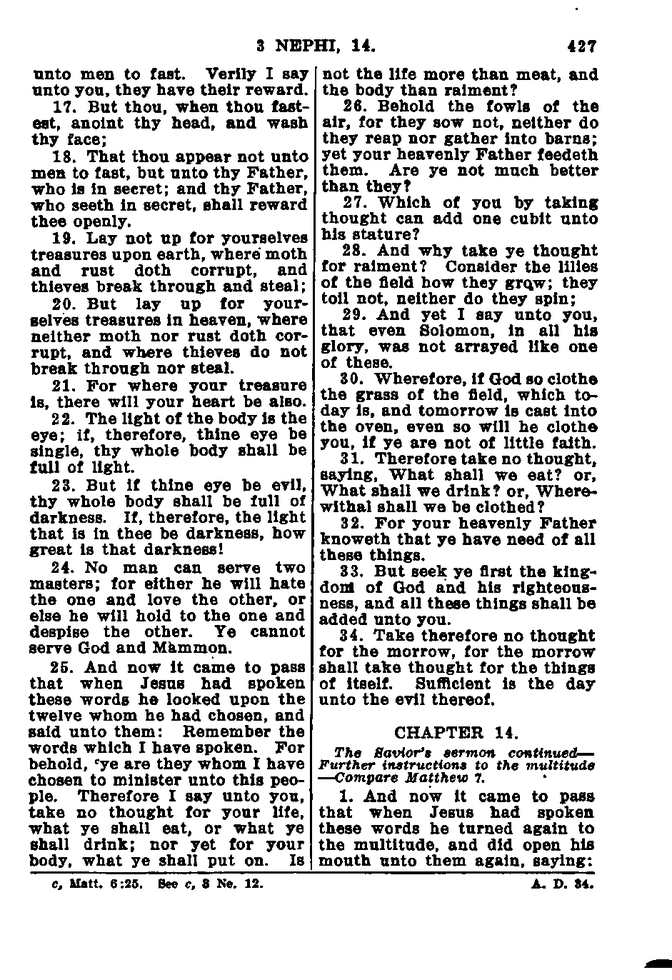 3 NEPHI, 14.
427
unto men to fast. Verily I say
unto you, they have their reward.
17. But thou, when thou fast-
est, anoint thy head, and wash
thy face;
18. That thou appear not unto
men to fast, but unto thy Father,
who is in secret; and thy Father,
who seeth in secret, shall reward
thee openly.
19. Lay not up for yourselves
treasures upon earth, where moth
and rust doth corrupt, and
thieves break through and steal;
20. But lay up for your-
selves treasures in heaven, where
neither moth nor rust doth cor-
rupt, and where thieves do not
break through nor steal.
21. For where your treasure
is, there will your heart be also.
22. The light of the body is the
eye; if, therefore, thine eye be
single, thy whole body shall be
full of light.
23. But if thine eye be evil,
thy whole body shall be full of
darkness. If, therefore, the light
that is in thee be darkness, how
great is that darkness!
24. No man can serve two
masters; for either he will hate
the one and love the other, or
else he will hold to the one and
despise the other. Ye cannot
serve God and Mammon.
25. And now it came to pass
that when Jesus had spoken
these words he looked upon the
twelve whom he had chosen, and
said unto them: Remember the
words which I have spoken. For
behold, cye are they whom I have
chosen to minister unto this peo-
ple. Therefore I say unto you,
take no thought for your life,
what ye shall eat, or what ye
shall drink; nor yet for your
body, what ye shall put on. Is
not the life more than meat, and
the body than raiment?
26. Behold the fowls of the
air, for they sow not, neither do
they reap nor gather into barns;
yet your heavenly Father feedeth
them. Are ye not much better
than they?
27. Which of you by taking
thought can add one cubit unto
his stature?
28. And why take ye thought
for raiment? Consider the lilies
of the field how they grow; they
toil not, neither do they spin;
29. And yet I say unto you,
that even Solomon, in all his
glory, was not arrayed like one
of these.
30. Wherefore, if God so clothe
the grass of the field, which to-
day is, and tomorrow is cast into
the oven, even so will he clothe
you, if ye are not of little faith.
31. Therefore take no thought,
saying, What shall we eat? or,
What shall we drink? or, Where-
withal shall we be clothed?
32. For your heavenly Father
knoweth that ye have need of all
these things.
33. But seek ye first the king-
dom of God and his righteous-
ness, and all these things shall be
added unto you.
34. Take therefore no thought
for the morrow, for the morrow
shall take thought for the things
of itself. Sufficient is the day
unto the evil thereof.
CHAPTER 14.
The Savior's sermon continued—
Further instructions to the multitude
—Compare Matthew 7.
1. And now it came to pass
that when Jesus had spoken
these words he turned again to
the multitude, and did open his
mouth unto them again, saying:
c, Matt. 6:25. See c, 3 Ne. 12.
A. D. 34.